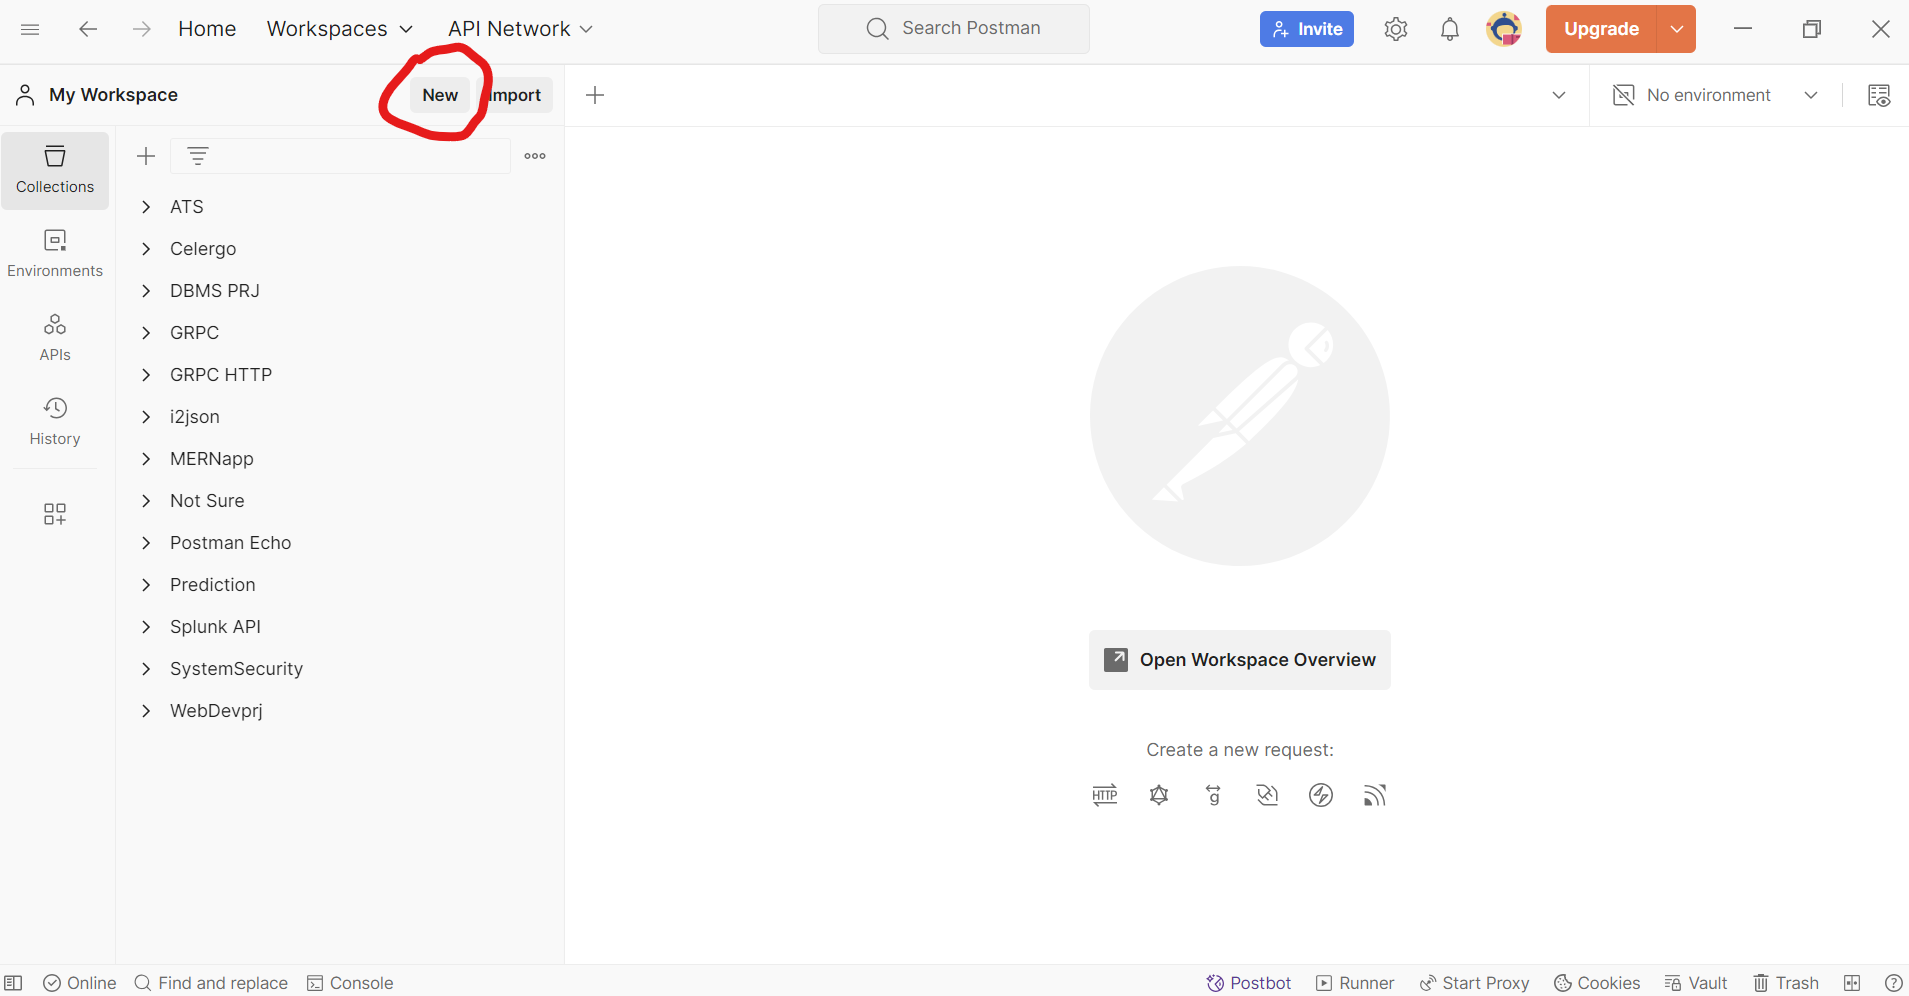 Home Workspaces API Network Search Postman Invite Upgrade
My Workspace New Import No environment
Collections
Environments
APIs
History
ATS
Celergo
DBMS PRJ
GRPC
GRPC HTTP
i2json
MERNapp
Not Sure
Postman Echo
Prediction
Splunk API
SystemSecurity
WebDevprj
Open Workspace Overview
Create a new request:
HTTP g
Online Find and replace Console Postbot Runner Start Proxy Cookies Vault Trash